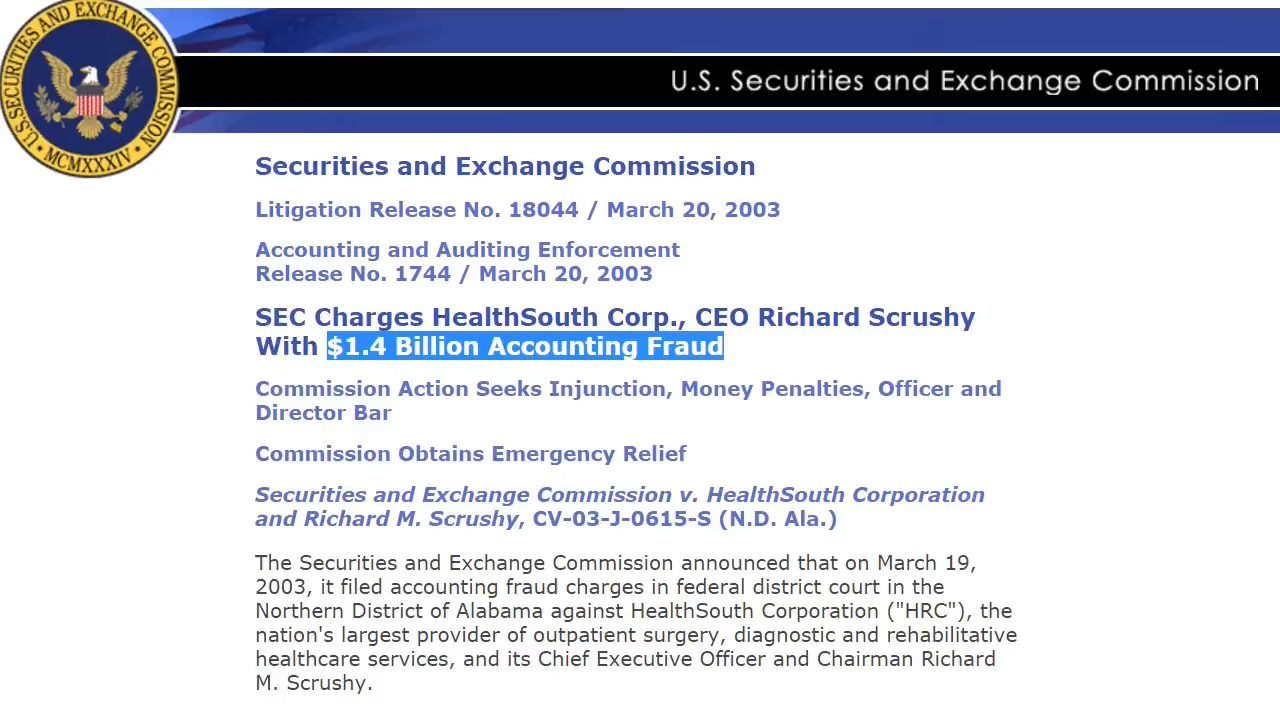 U.S. SECURITIES AND EXCHANGE COMMISSION
MCMXXXIV
U.S. Securities and Exchange Commission
Securities and Exchange Commission
Litigation Release No. 18044 / March 20, 2003
Accounting and Auditing Enforcement
Release No. 1744 / March 20, 2003
SEC Charges HealthSouth Corp., CEO Richard Scrushy
With $1.4 Billion Accounting Fraud
Commission Action Seeks Injunction, Money Penalties, Officer and
Director Bar
Commission Obtains Emergency Relief
Securities and Exchange Commission v. HealthSouth Corporation
and Richard M. Scrushy, CV-03-J-0615-S (N.D. Ala.)
The Securities and Exchange Commission announced that on March 19,
2003, it filed accounting fraud charges in federal district court in the
Northern District of Alabama against HealthSouth Corporation ("HRC"), the
nation's largest provider of outpatient surgery, diagnostic and rehabilitative
healthcare services, and its Chief Executive Officer and Chairman Richard
M. Scrushy.